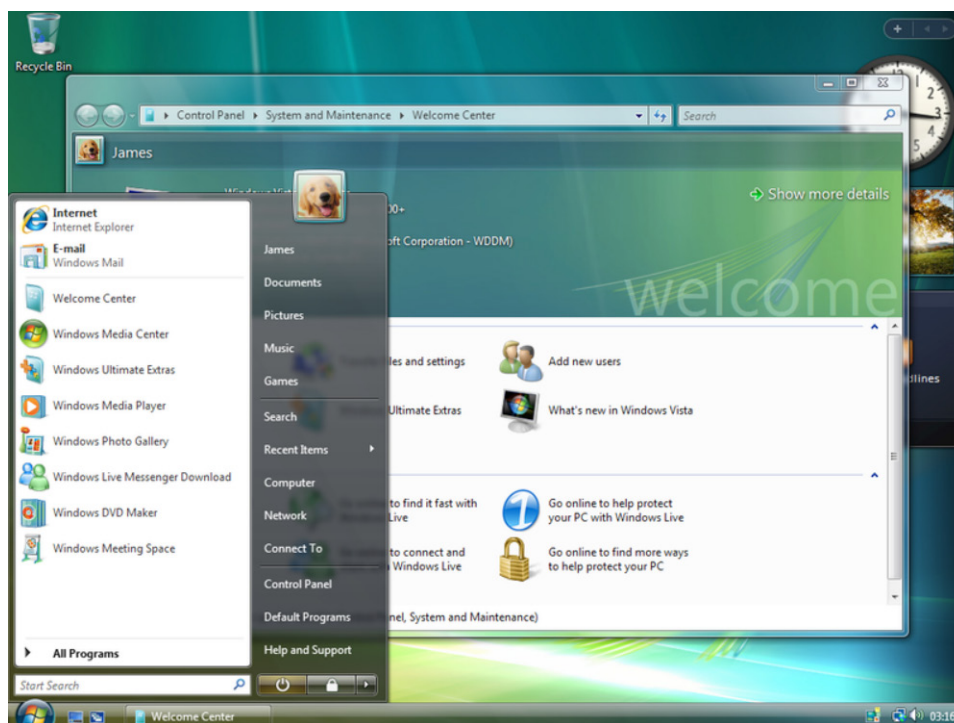 Recycle Bin
Control Panel
System and Maintenance
Welcome Center
Search
James
Show more details
00+
oft Corporation - WDDM)
welcome
Internet
Internet Explorer
E-mail
Windows Mail
Welcome Center
Windows Media Center
Windows Ultimate Extras
Windows Media Player
Windows Photo Gallery
Windows Live Messenger Download
Windows DVD Maker
Windows Meeting Space
All Programs
Start Search
James
Documents
Pictures
Music
Games
Search
Recent Items
Computer
Network
Connect To
Control Panel
Default Programs
Help and Support
les and settings
Add new users
Ultimate Extras
What's new in Windows Vista
to find it fast with
Live
Go online to help protect
your PC with Windows Live
to connect and
Windows Live
Go online to find more ways
to help protect your PC
nel, System and Maintenance)
dlines
2
3
4
5
Welcome Center
03:16